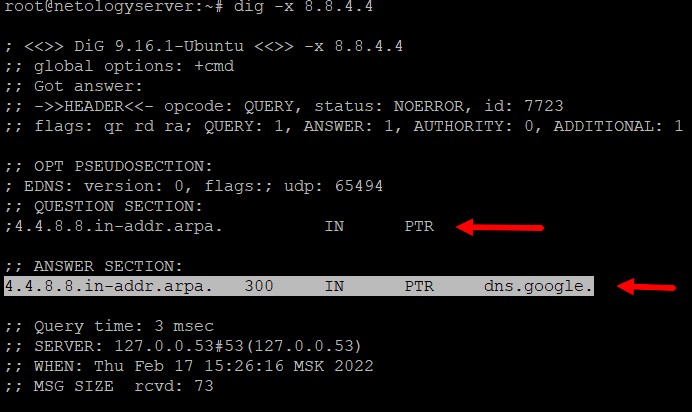 root@netologyserver:~# dig -x 8.8.4.4
; <<>> DiG 9.16.1-Ubuntu <<>> -x 8.8.4.4
;; global options: +cmd
;; Got answer:
;; ->>HEADER<<- opcode: QUERY, status: NOERROR, id: 7723
;; flags: qr rd ra; QUERY: 1, ANSWER: 1, AUTHORITY: 0, ADDITIONAL: 1
;; OPT PSEUDOSECTION:
; EDNS: version: 0, flags:; udp: 65494
;; QUESTION SECTION:
;4.4.8.8.in-addr.arpa. IN PTR
;; ANSWER SECTION:
4.4.8.8.in-addr.arpa. 300 IN PTR dns.google.
;; Query time: 3 msec
;; SERVER: 127.0.0.53#53(127.0.0.53)
;; WHEN: Thu Feb 17 15:26:16 MSK 2022
;; MSG SIZE rcvd: 73